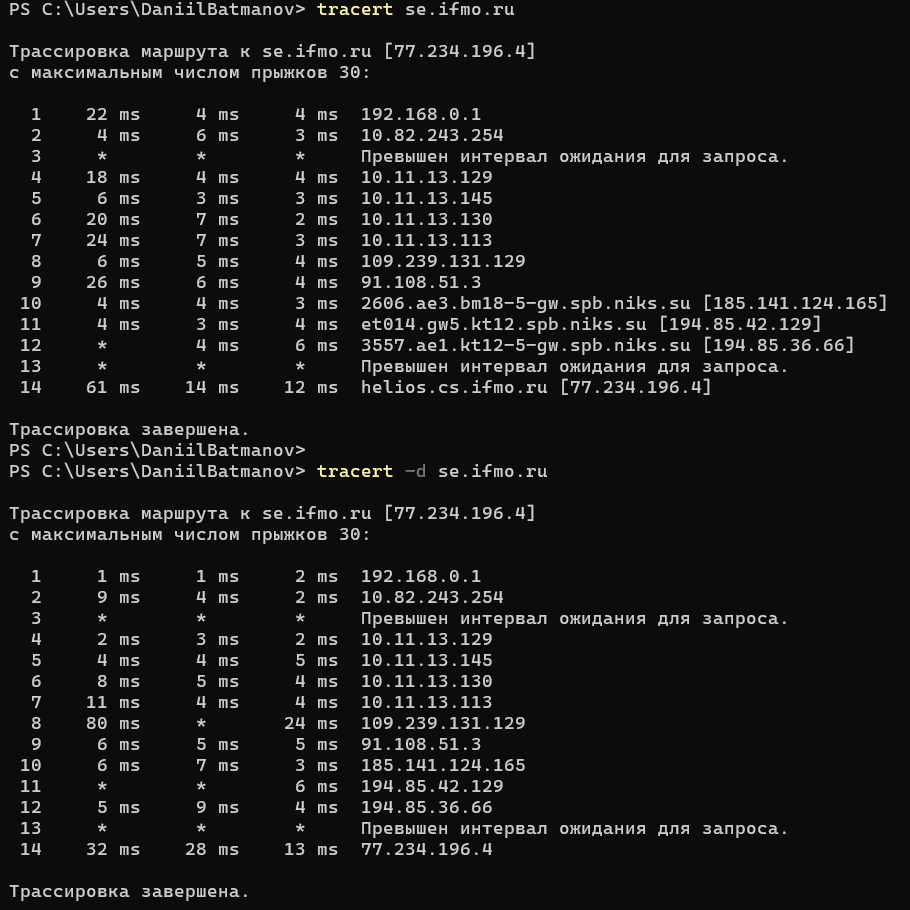 PS C:\Users\DaniilBatmanov> tracert se.ifmo.ru
Трассировка маршрута к se.ifmo.ru [77.234.196.4]
с максимальным числом прыжков 30:
1 22 ms 4 ms 4 ms 192.168.0.1
2 4 ms 6 ms 3 ms 10.82.243.254
3 * * * Превышен интервал ожидания для запроса.
4 18 ms 4 ms 4 ms 10.11.13.129
5 6 ms 3 ms 3 ms 10.11.13.145
6 20 ms 7 ms 2 ms 10.11.13.130
7 24 ms 7 ms 3 ms 10.11.13.113
8 6 ms 5 ms 4 ms 109.239.131.129
9 26 ms 6 ms 4 ms 91.108.51.3
10 4 ms 4 ms 3 ms 2606.ae3.bm18-5-gw.spb.niks.su [185.141.124.165]
11 4 ms 3 ms 4 ms et014.gw5.kt12.spb.niks.su [194.85.42.129]
12 * 4 ms 6 ms 3557.ae1.kt12-5-gw.spb.niks.su [194.85.36.66]
13 * * * Превышен интервал ожидания для запроса.
14 61 ms 14 ms 12 ms helios.cs.ifmo.ru [77.234.196.4]
Трассировка завершена.
PS C:\Users\DaniilBatmanov>
PS C:\Users\DaniilBatmanov> tracert -d se.ifmo.ru
Трассировка маршрута к se.ifmo.ru [77.234.196.4]
с максимальным числом прыжков 30:
1 1 ms 1 ms 2 ms 192.168.0.1
2 9 ms 4 ms 2 ms 10.82.243.254
3 * * * Превышен интервал ожидания для запроса.
4 2 ms 3 ms 2 ms 10.11.13.129
5 4 ms 4 ms 5 ms 10.11.13.145
6 8 ms 5 ms 4 ms 10.11.13.130
7 11 ms 4 ms 4 ms 10.11.13.113
8 80 ms * 24 ms 109.239.131.129
9 6 ms 5 ms 5 ms 91.108.51.3
10 6 ms 7 ms 3 ms 185.141.124.165
11 * * 6 ms 194.85.42.129
12 5 ms 9 ms 4 ms 194.85.36.66
13 * * * Превышен интервал ожидания для запроса.
14 32 ms 28 ms 13 ms 77.234.196.4
Трассировка завершена.